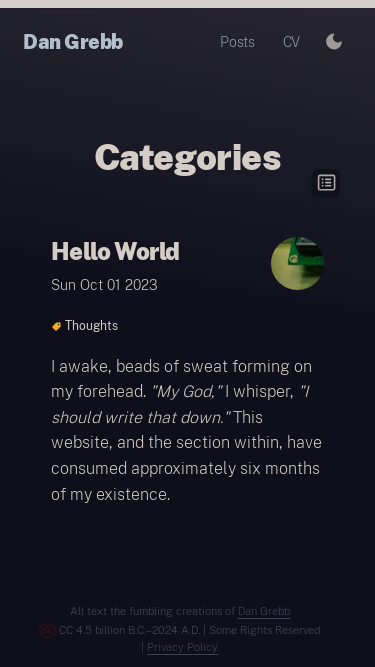 Dan Grebb
Posts
CV
Categories
Hello World
Sun Oct 01 2023
Thoughts
I awake, beads of sweat forming on
my forehead. "My God," I whisper, "I
should write that down." This
website, and the section within, have
consumed approximately six months
of my existence.
All text the fumbling creations of Dan Grebb
CC 4.5 billion B.C.–2024 A.D. | Some Rights Reserved
| Privacy Policy